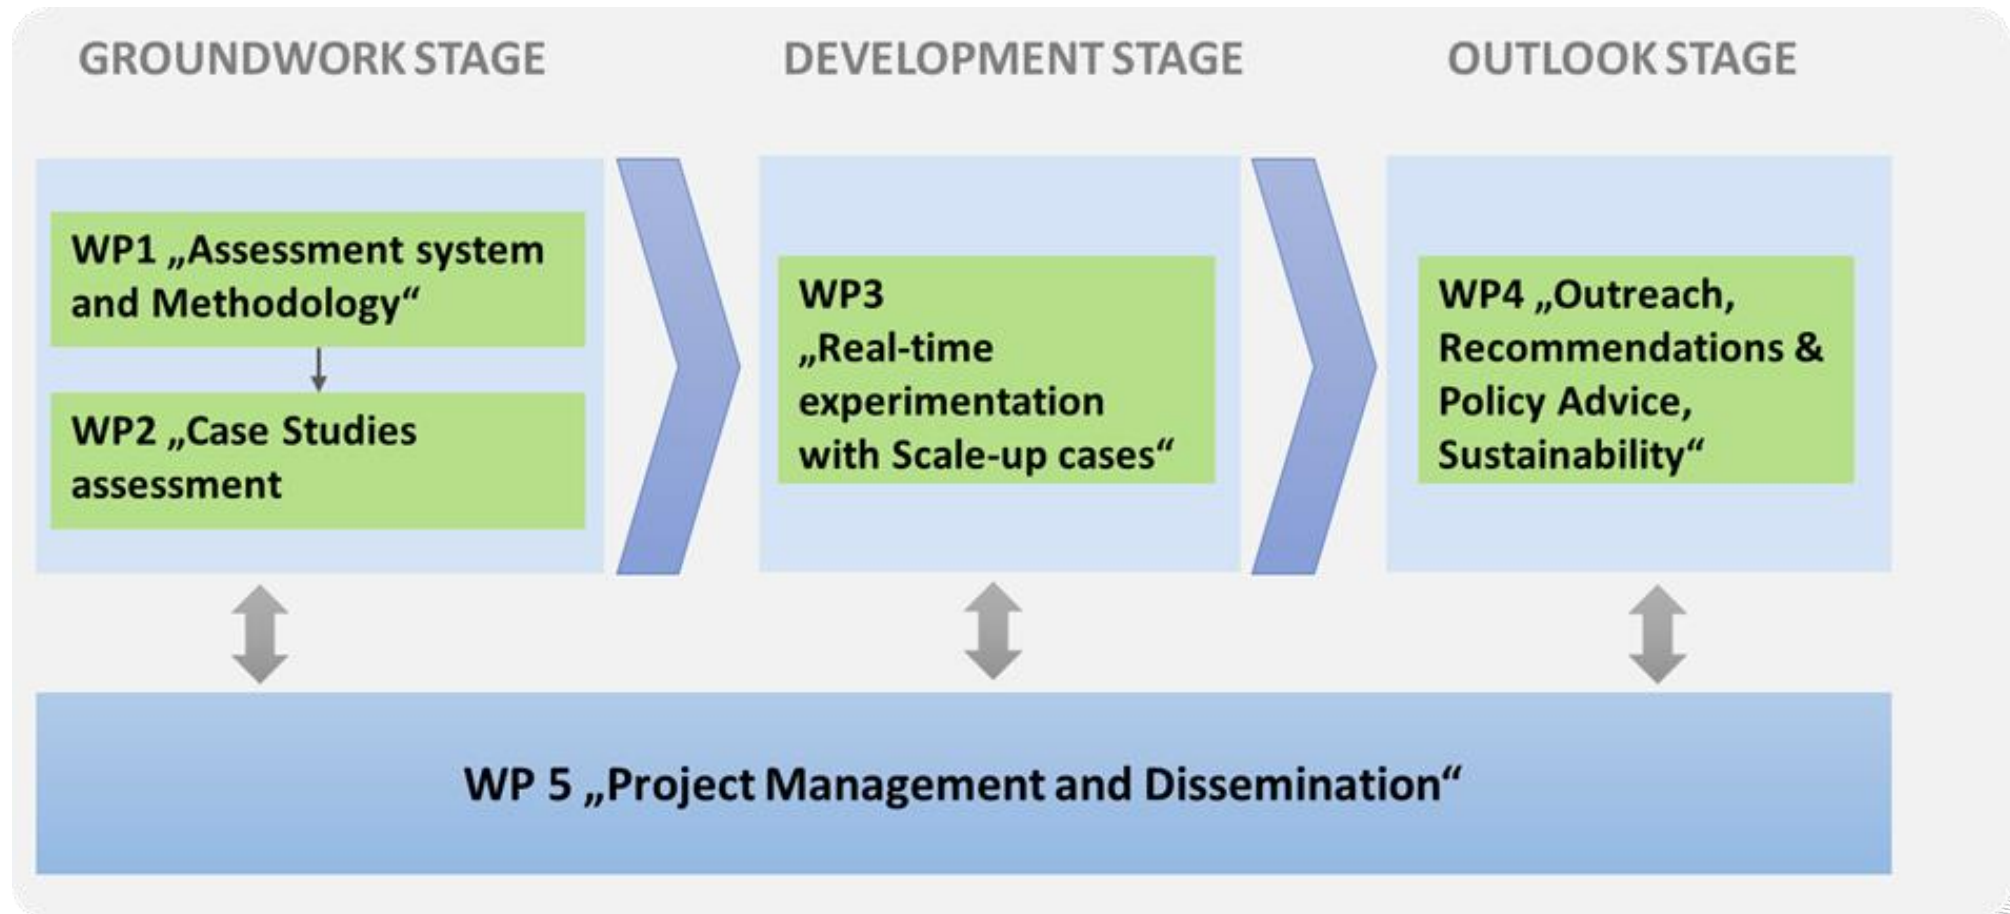 GROUNDWORK STAGE
DEVELOPMENT STAGE
OUTLOOK STAGE
WP1 „Assessment system
and Methodology“
WP2 „Case Studies
assessment
WP3
„Real-time
experimentation
with Scale-up cases“
WP4 „Outreach,
Recommendations &
Policy Advice,
Sustainability“
WP 5 „Project Management and Dissemination“